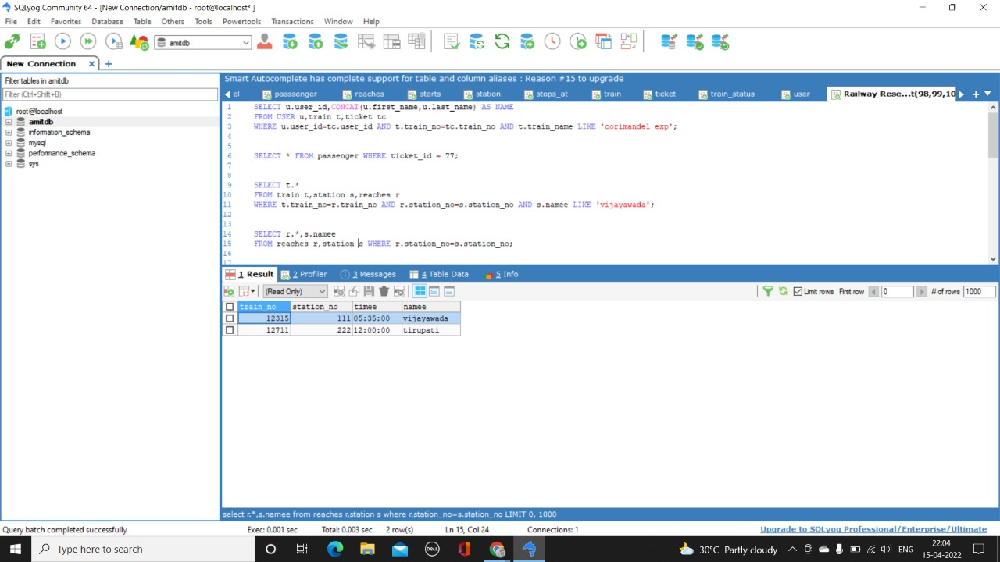 SQLyog Community 64 - [New Connection/amitdb - root@localhost* ]
File Edit Favorites Database Table Others Tools Powertools Transactions Window Help
amitdb
New Connection
Filter tables in amitdb
Filter (Ctrl+Shift+B)
root@localhost
amitdb
information_schema
mysql
performance_schema
sys
Smart Autocomplete has complete support for table and column aliases : Reason #15 to upgrade
el passsenger reaches starts station stops_at train ticket train_status user Railway Rese...t(98,99,10
1 SELECT u.user_id,CONCAT(u.first_name,u.last_name) AS NAME
2 FROM USER u,train t,ticket tc
3 WHERE u.user_id=tc.user_id AND t.train_no=tc.train_no AND t.train_name LIKE 'corimandel exp';
4
5
6 SELECT * FROM passenger WHERE ticket_id = 77;
7
8
9 SELECT t.*
10 FROM train t,station s,reaches r
11 WHERE t.train_no=r.train_no AND r.station_no=s.station_no AND s.namee LIKE 'vijayawada';
12
13
14 SELECT r.*,s.namee
15 FROM reaches r,station s WHERE r.station_no=s.station_no;
16
17
1 Result 2 Profiler 3 Messages 4 Table Data 5 Info
(Read Only) Limit rows First row 0 # of rows 1000
train_no station_no timee namee
12315 111 05:35:00 vijayawada
12711 222 12:00:00 tirupati
select r.*,s.namee from reaches r,station s where r.station_no=s.station_no LIMIT 0, 1000
Query batch completed successfully Exec: 0.001 sec Total: 0.003 sec 2 row(s) Ln 15, Col 24 Connections: 1 Upgrade to SQLyog Professional/Enterprise/Ultimate
Type here to search DELL 30°C Partly cloudy ENG 22:04
15-04-2022